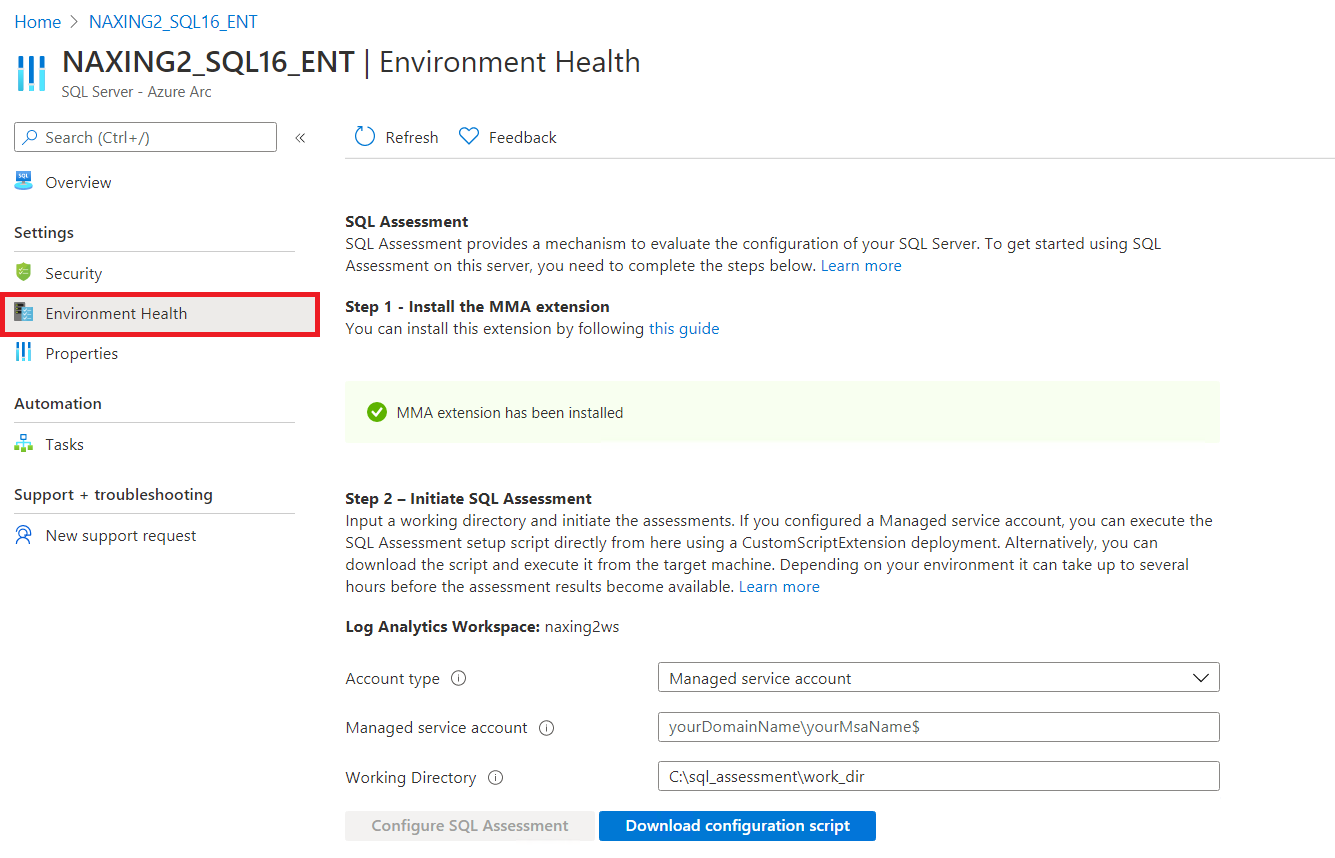 Home > NAXING2_SQL16_ENT
NAXING2_SQL16_ENT | Environment Health
SQL Server - Azure Arc
Search (Ctrl+/)
«
Refresh
Feedback
SQL
Overview
Settings
Security
Environment Health
Properties
Automation
Tasks
Support + troubleshooting
New support request
SQL Assessment
SQL Assessment provides a mechanism to evaluate the configuration of your SQL Server. To get started using SQL
Assessment on this server, you need to complete the steps below. Learn more
Step 1 - Install the MMA extension
You can install this extension by following this guide
MMA extension has been installed
Step 2 – Initiate SQL Assessment
Input a working directory and initiate the assessments. If you configured a Managed service account, you can execute the
SQL Assessment setup script directly from here using a CustomScriptExtension deployment. Alternatively, you can
download the script and execute it from the target machine. Depending on your environment it can take up to several
hours before the assessment results become available. Learn more
Log Analytics Workspace: naxing2ws
Account type
Managed service account
Managed service account
yourDomainName\yourMsaName$
Working Directory
C:\sql_assessment\work_dir
Configure SQL Assessment
Download configuration script